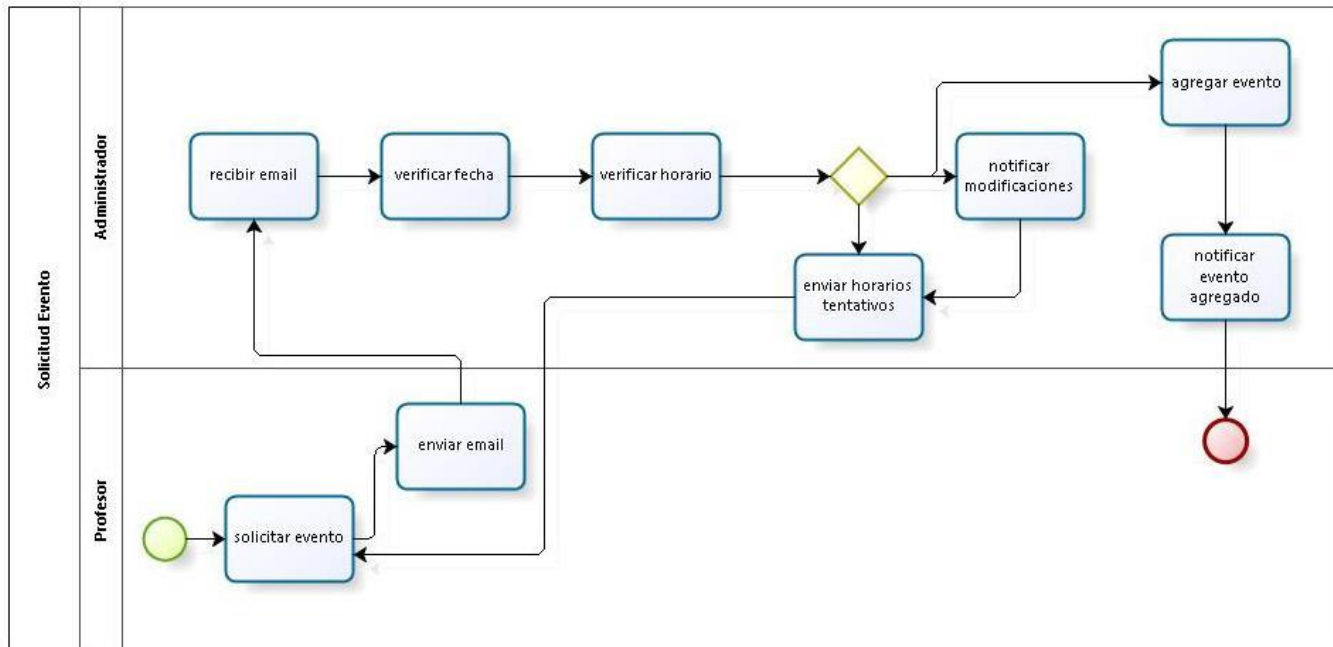 Solicitud Evento
Administrador
agregar evento
recibir email
verificar fecha
verificar horario
notificar
modificaciones
enviar horarios
tentativos
notificar
evento
agregado
Profesor
enviar email
solicitar evento